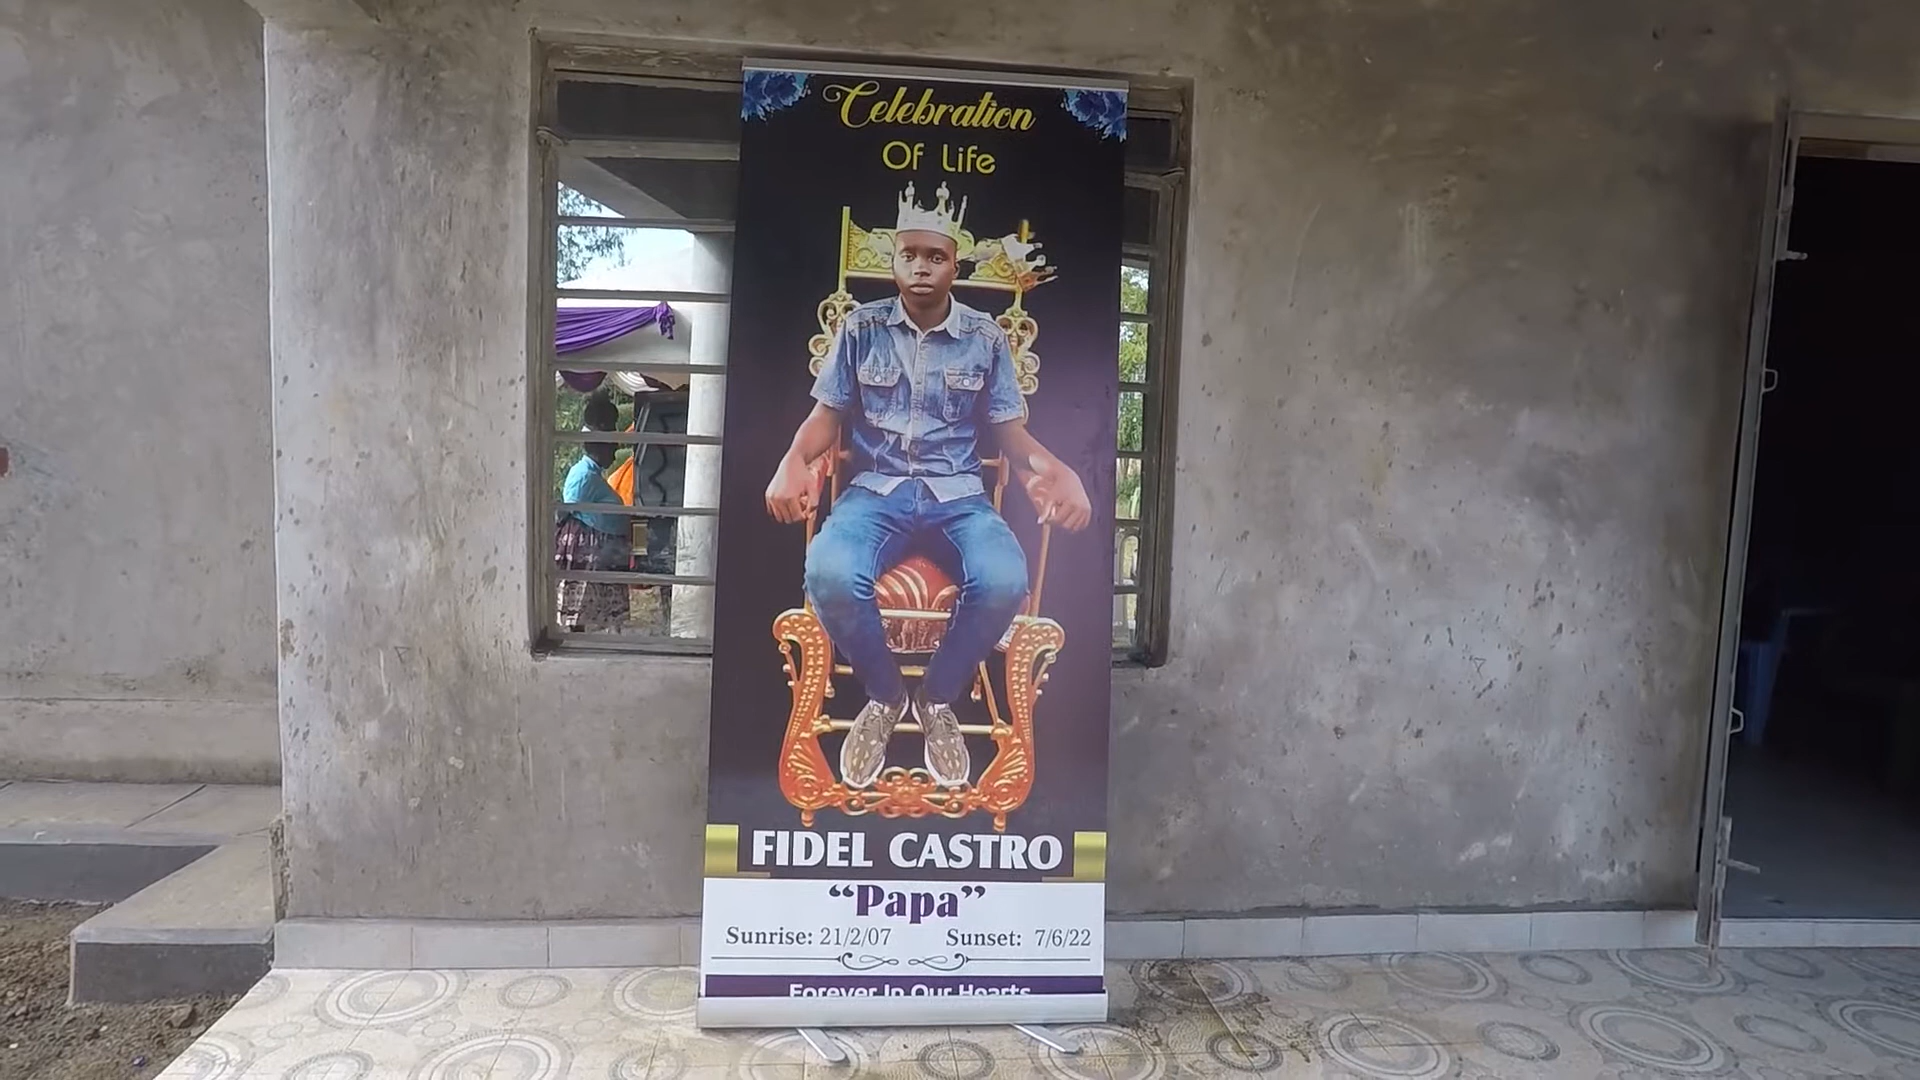 Celebration
Of Life
FIDEL CASTRO
“Papa”
Sunrise: 21/2/07 Sunset: 7/6/22
Forever In Our Hearts